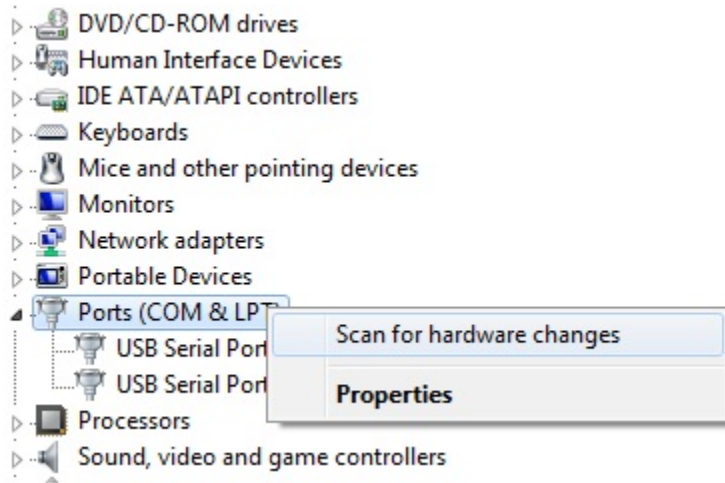 DVD/CD-ROM drives
Human Interface Devices
IDE ATA/ATAPI controllers
Keyboards
Mice and other pointing devices
Monitors
Network adapters
Portable Devices
Ports (COM & LPT)
Scan for hardware changes
USB Serial Port
USB Serial Port
Properties
Processors
Sound, video and game controllers